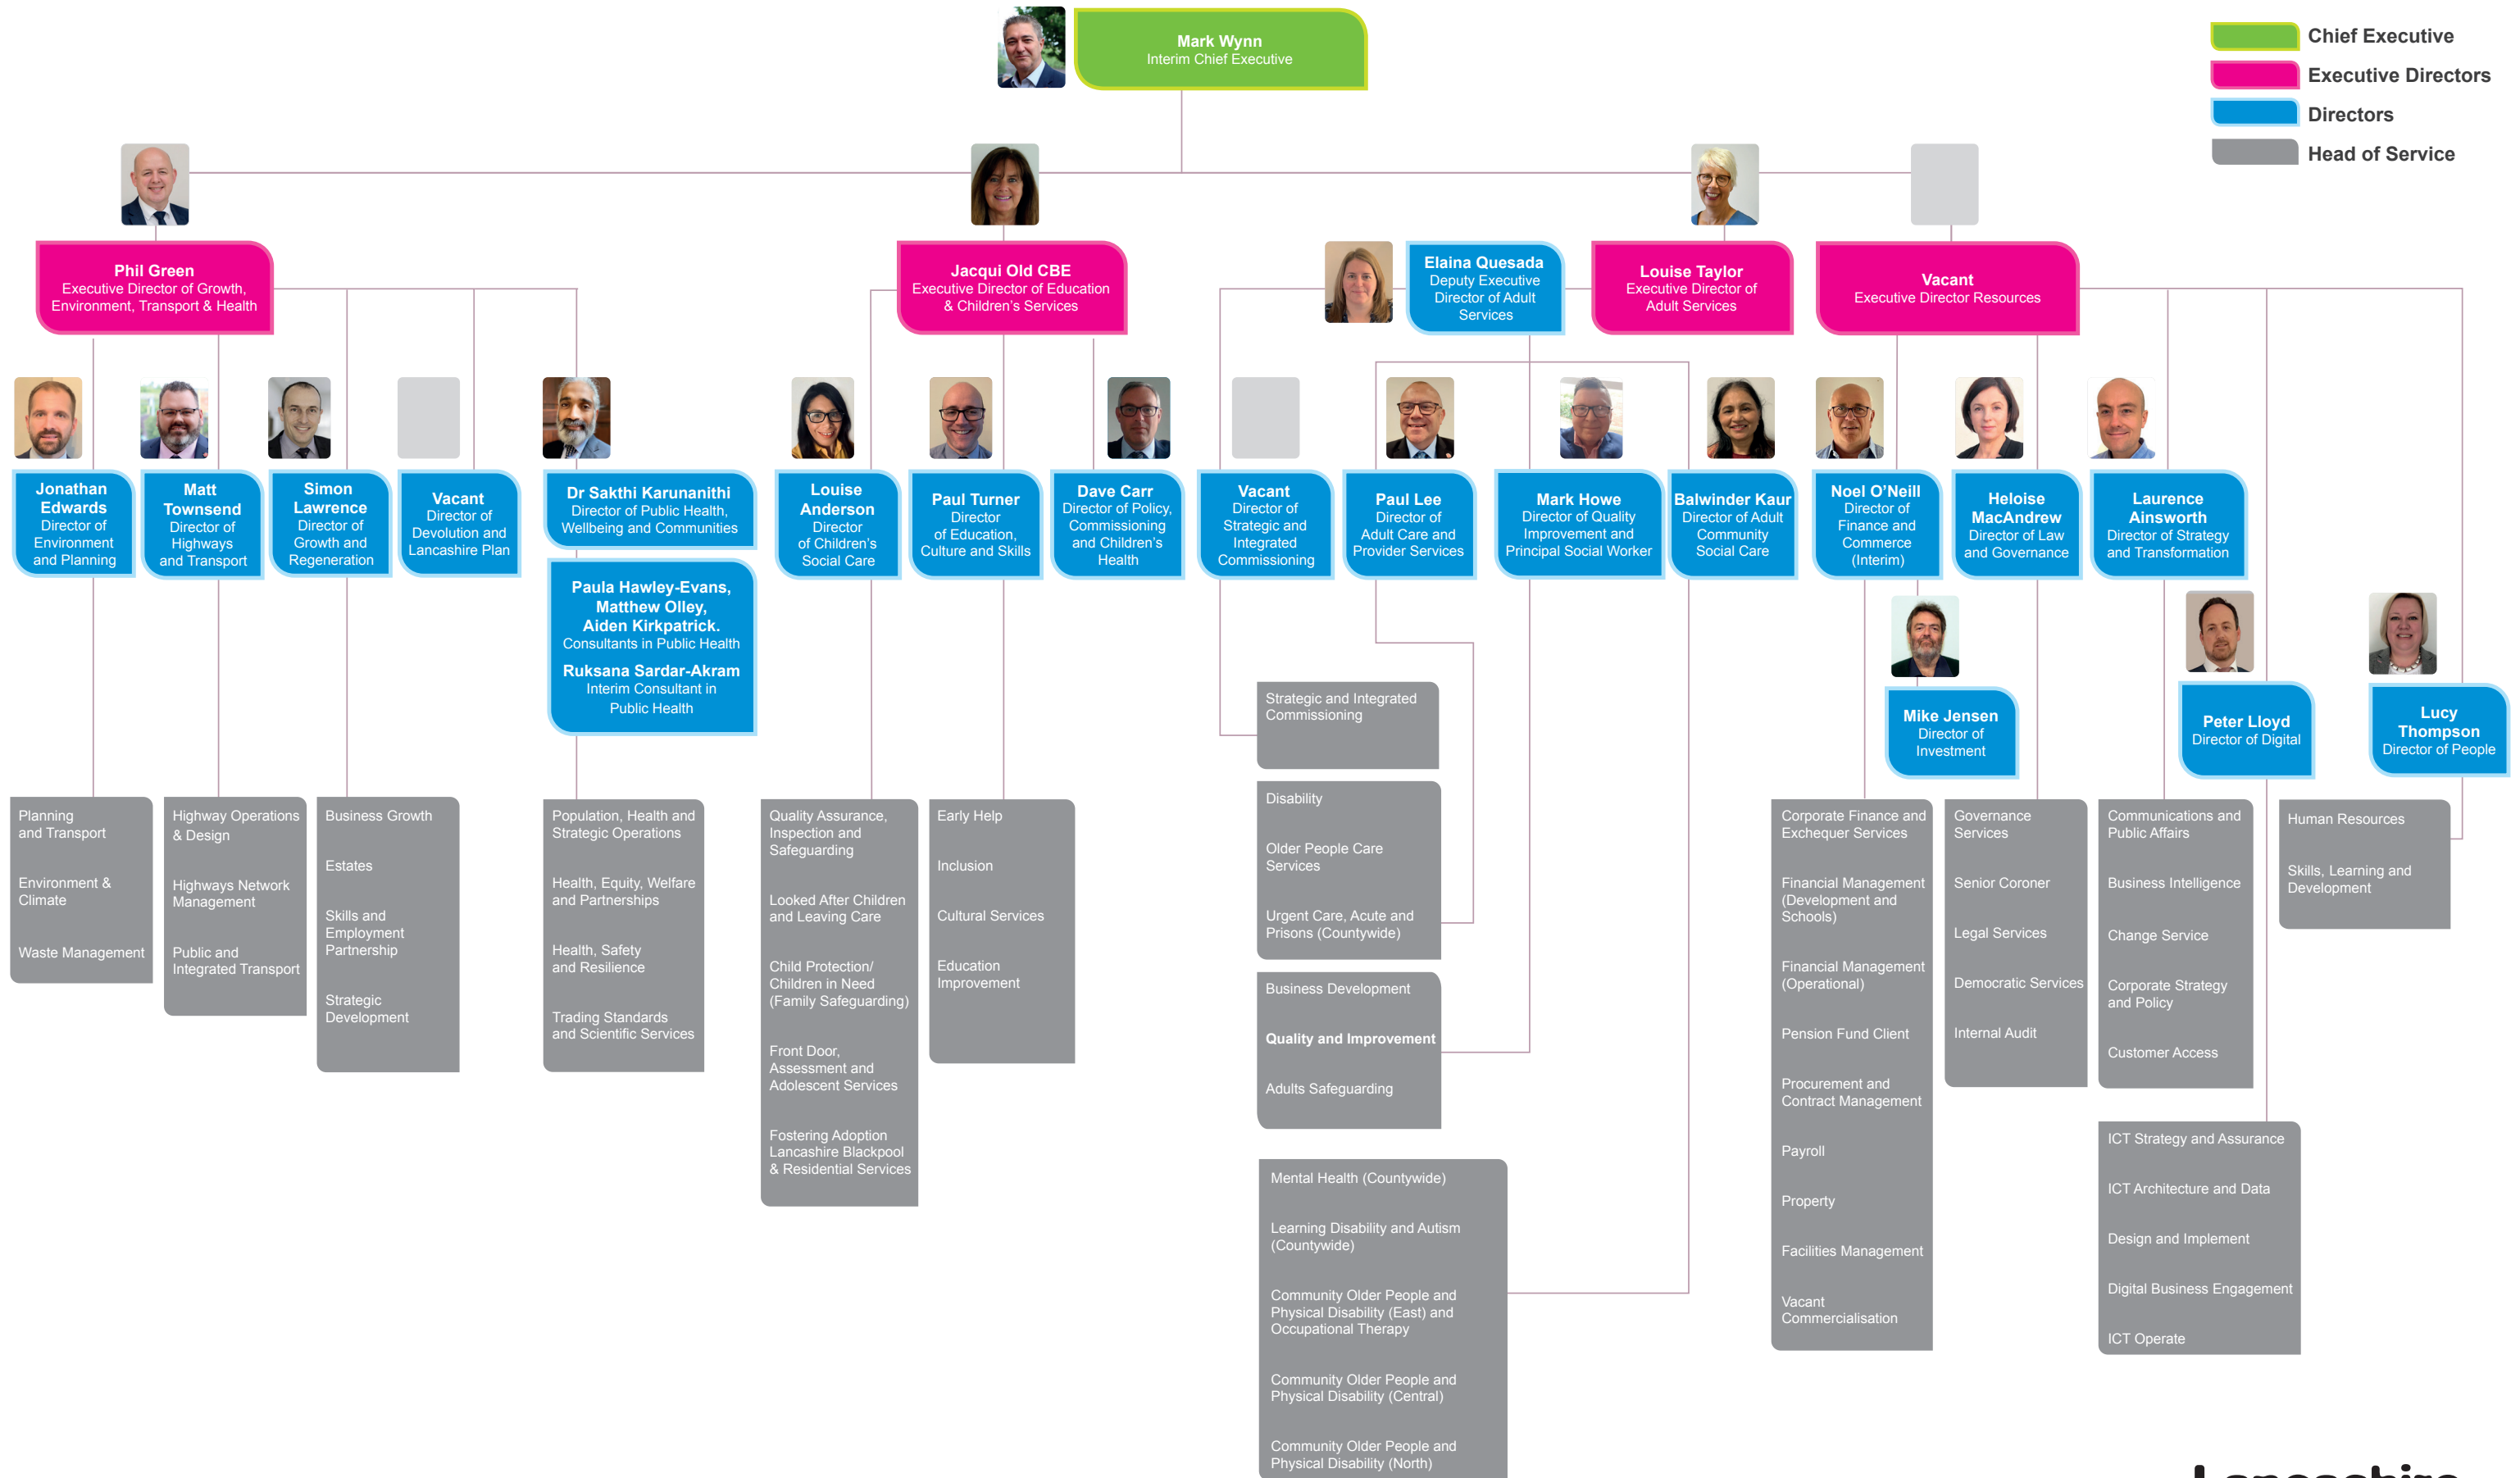 Mark Wynn
Interim Chief Executive
Chief Executive
Executive Directors
Directors
Head of Service
Phil Green
Executive Director of Growth,
Environment, Transport & Health
Jacqui Old CBE
Executive Director of Education
& Children's Services
Elaina Quesada
Deputy Executive
Director of Adult
Services
Louise Taylor
Executive Director of
Adult Services
Vacant
Executive Director Resources
Jonathan
Edwards
Director of
Environment
and Planning
Matt
Townsend
Director of
Highways
and Transport
Simon
Lawrence
Director of
Growth and
Regeneration
Vacant
Director of
Devolution and
Lancashire Plan
Dr Sakthi Karunanithi
Director of Public Health,
Wellbeing and Communities
Paula Hawley-Evans,
Matthew Olley,
Aiden Kirkpatrick.
Consultants in Public Health
Ruksana Sardar-Akram
Interim Consultant in
Public Health
Louise
Anderson
Director
of Children's
Social Care
Paul Turner
Director
of Education,
Culture and Skills
Dave Carr
Director of Policy,
Commissioning
and Children's
Health
Vacant
Director of
Strategic and
Integrated
Commissioning
Paul Lee
Director of
Adult Care and
Provider Services
Mark Howe
Director of Quality
Improvement and
Principal Social Worker
Balwinder Kaur
Director of Adult
Community
Social Care
Noel O'Neill
Director of
Finance and
Commerce
(Interim)
Heloise
MacAndrew
Director of Law
and Governance
Laurence
Ainsworth
Director of Strategy
and Transformation
Mike Jensen
Director of
Investment
Peter Lloyd
Director of Digital
Lucy
Thompson
Director of People
Planning
and Transport
Environment &
Climate
Waste Management
Highway Operations
& Design
Highways Network
Management
Public and
Integrated Transport
Business Growth
Estates
Skills and
Employment
Partnership
Strategic
Development
Population, Health and
Strategic Operations
Health, Equity, Welfare
and Partnerships
Health, Safety
and Resilience
Trading Standards
and Scientific Services
Quality Assurance,
Inspection and
Safeguarding
Looked After Children
and Leaving Care
Child Protection/
Children in Need
(Family Safeguarding)
Front Door,
Assessment and
Adolescent Services
Fostering Adoption
Lancashire Blackpool
& Residential Services
Early Help
Inclusion
Cultural Services
Education
Improvement
Strategic and Integrated
Commissioning
Disability
Older People Care
Services
Urgent Care, Acute and
Prisons (Countywide)
Business Development
Quality and Improvement
Adults Safeguarding
Mental Health (Countywide)
Learning Disability and Autism
(Countywide)
Community Older People and
Physical Disability (East) and
Occupational Therapy
Community Older People and
Physical Disability (Central)
Community Older People and
Physical Disability (North)
Corporate Finance and
Exchequer Services
Financial Management
(Development and
Schools)
Financial Management
(Operational)
Pension Fund Client
Procurement and
Contract Management
Payroll
Property
Facilities Management
Vacant
Commercialisation
Governance
Services
Senior Coroner
Legal Services
Democratic Services
Internal Audit
Communications and
Public Affairs
Business Intelligence
Change Service
Corporate Strategy
and Policy
Customer Access
ICT Strategy and Assurance
ICT Architecture and Data
Design and Implement
Digital Business Engagement
ICT Operate
Human Resources
Skills, Learning and
Development
Lancashire